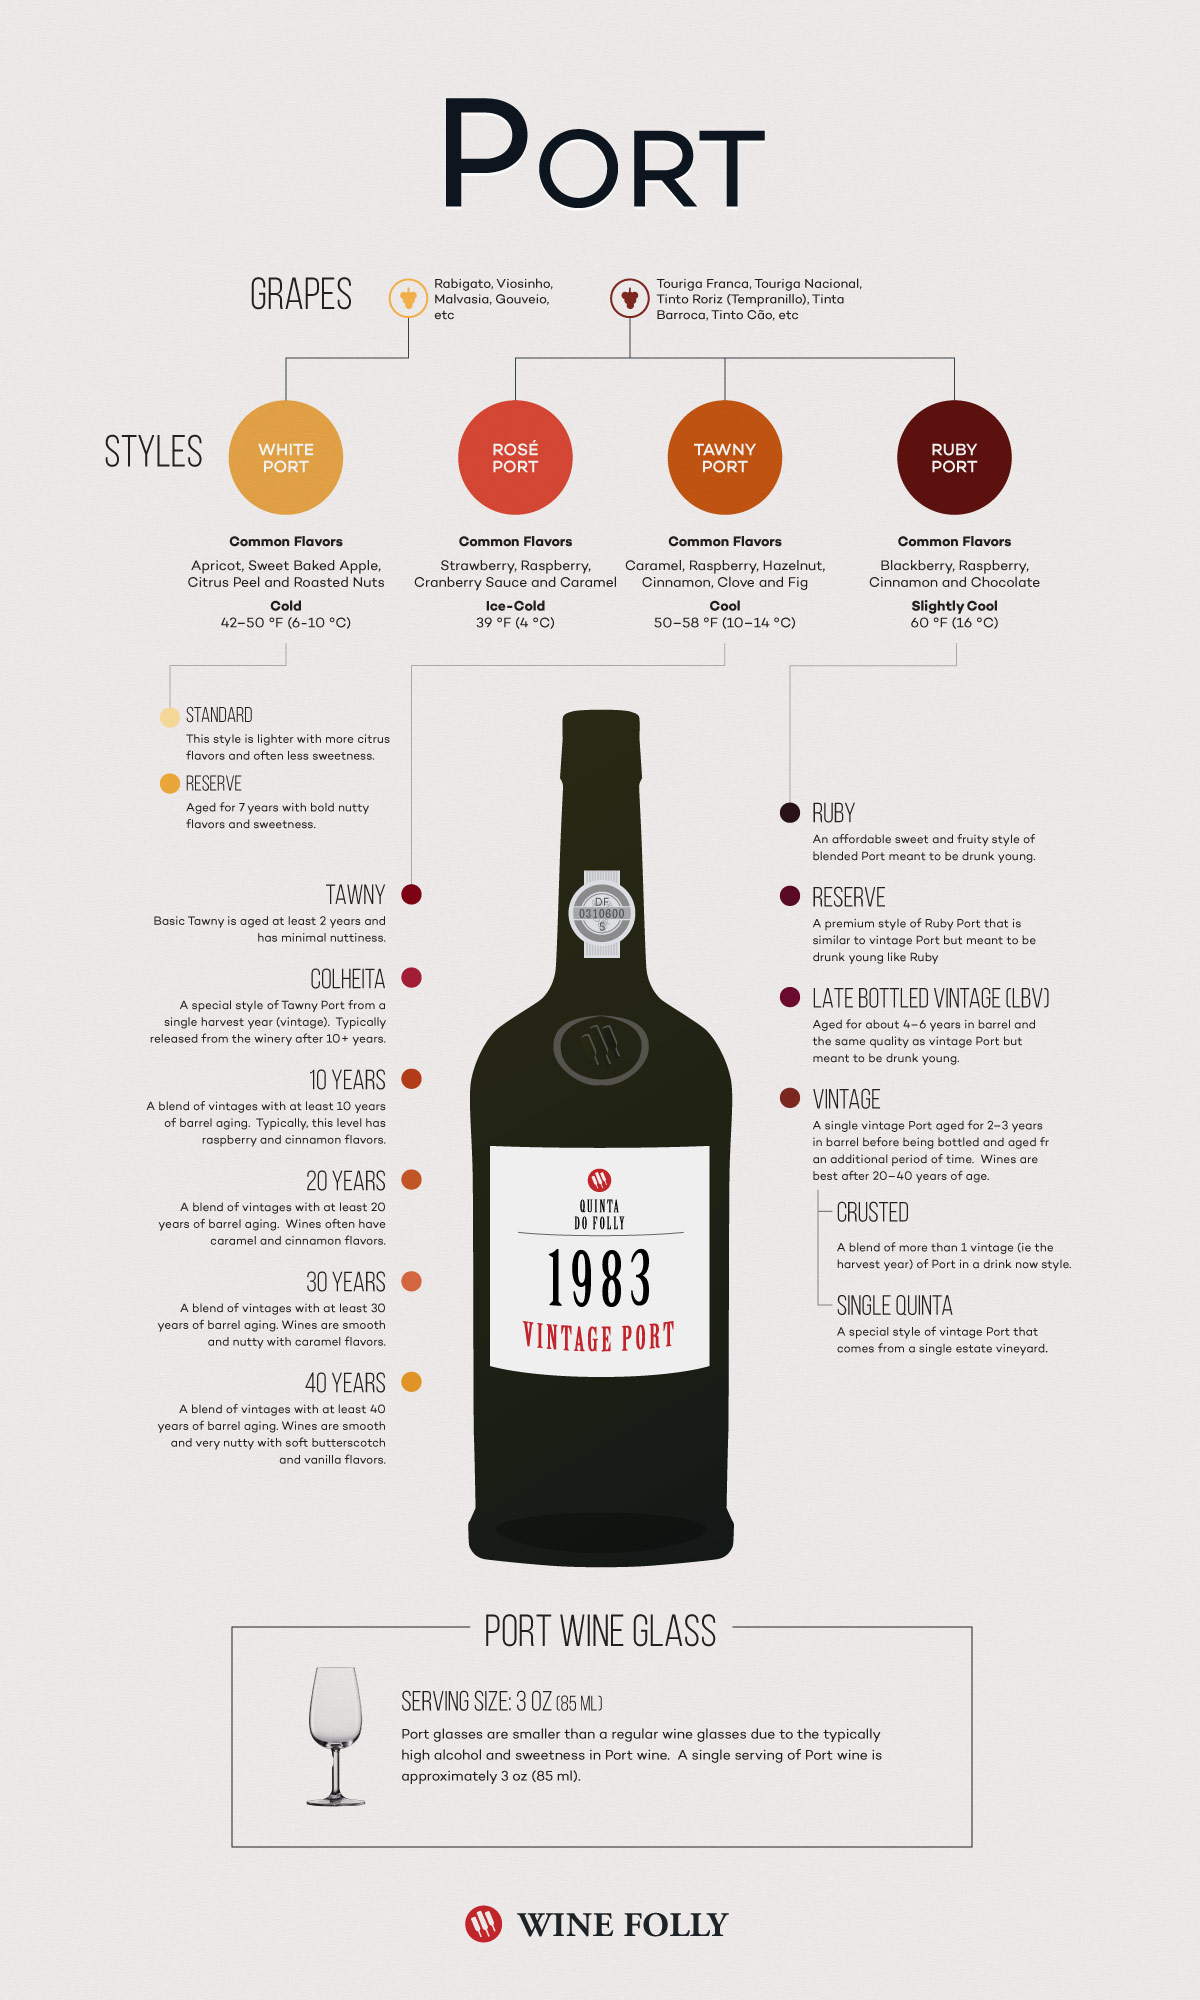 PORT
GRAPES
Rabigato, Viosinho,
Malvasia, Gouveio,
etc
Touriga Franca, Touriga Nacional,
Tinto Roriz (Tempranillo), Tinta
Barroca, Tinto Cão, etc
STYLES
WHITE
PORT
ROSÉ
PORT
TAWNY
PORT
RUBY
PORT
Common Flavors
Apricot, Sweet Baked Apple,
Citrus Peel and Roasted Nuts
Cold
42–50 °F (6-10 °C)
Common Flavors
Strawberry, Raspberry,
Cranberry Sauce and Caramel
Ice-Cold
39 °F (4 °C)
Common Flavors
Caramel, Raspberry, Hazelnut,
Cinnamon, Clove and Fig
Cool
50–58 °F (10–14 °C)
Common Flavors
Blackberry, Raspberry,
Cinnamon and Chocolate
Slightly Cool
60 °F (16 °C)
STANDARD
This style is lighter with more citrus
flavors and often less sweetness.
RESERVE
Aged for 7 years with bold nutty
flavors and sweetness.
TAWNY
Basic Tawny is aged at least 2 years and
has minimal nuttiness.
COLHEITA
A special style of Tawny Port from a
single harvest year (vintage). Typically
released from the winery after 10+ years.
10 YEARS
A blend of vintages with at least 10 years
of barrel aging. Typically, this level has
raspberry and cinnamon flavors.
20 YEARS
A blend of vintages with at least 20
years of barrel aging. Wines often have
caramel and cinnamon flavors.
30 YEARS
A blend of vintages with at least 30
years of barrel aging. Wines are smooth
and nutty with caramel flavors.
40 YEARS
A blend of vintages with at least 40
years of barrel aging. Wines are smooth
and very nutty with soft butterscotch
and vanilla flavors.
DF
0310600
S
QUINTA
DO FOLLY
1983
VINTAGE PORT
RUBY
An affordable sweet and fruity style of
blended Port meant to be drunk young.
RESERVE
A premium style of Ruby Port that is
similar to vintage Port but meant to be
drunk young like Ruby
LATE BOTTLED VINTAGE (LBV)
Aged for about 4–6 years in barrel and
the same quality as vintage Port but
meant to be drunk young.
VINTAGE
A single vintage Port aged for 2–3 years
in barrel before being bottled and aged fr
an additional period of time. Wines are
best after 20–40 years of age.
CRUSTED
A blend of more than 1 vintage (ie the
harvest year) of Port in a drink now style.
SINGLE QUINTA
A special style of vintage Port that
comes from a single estate vineyard.
PORT WINE GLASS
SERVING SIZE: 3 OZ (85 ML)
Port glasses are smaller than a regular wine glasses due to the typically
high alcohol and sweetness in Port wine. A single serving of Port wine is
approximately 3 oz (85 ml).
WINE FOLLY